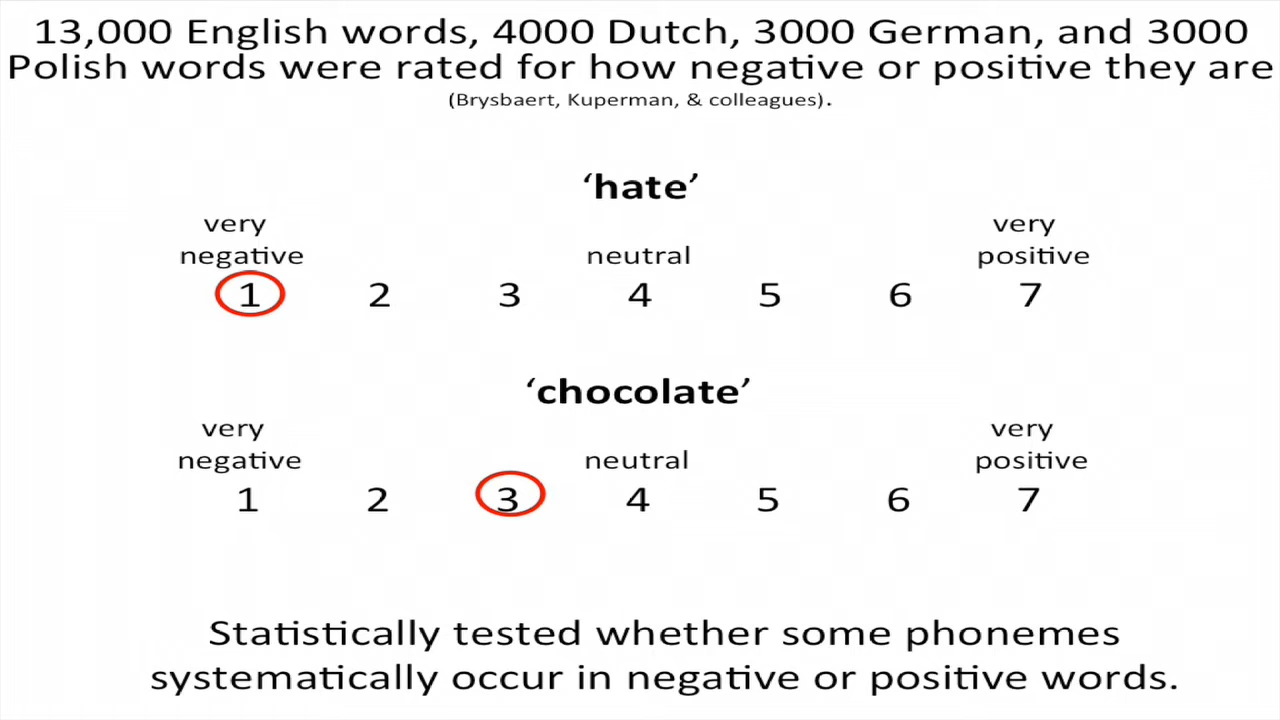 13,000 English words, 4000 Dutch, 3000 German, and 3000
Polish words were rated for how negative or positive they are
(Brysbaert, Kuperman, & colleagues).
‘hate’
very very
negative neutral positive
1 2 3 4 5 6 7
‘chocolate’
very very
negative neutral positive
1 2 3 4 5 6 7
Statistically tested whether some phonemes
systematically occur in negative or positive words.